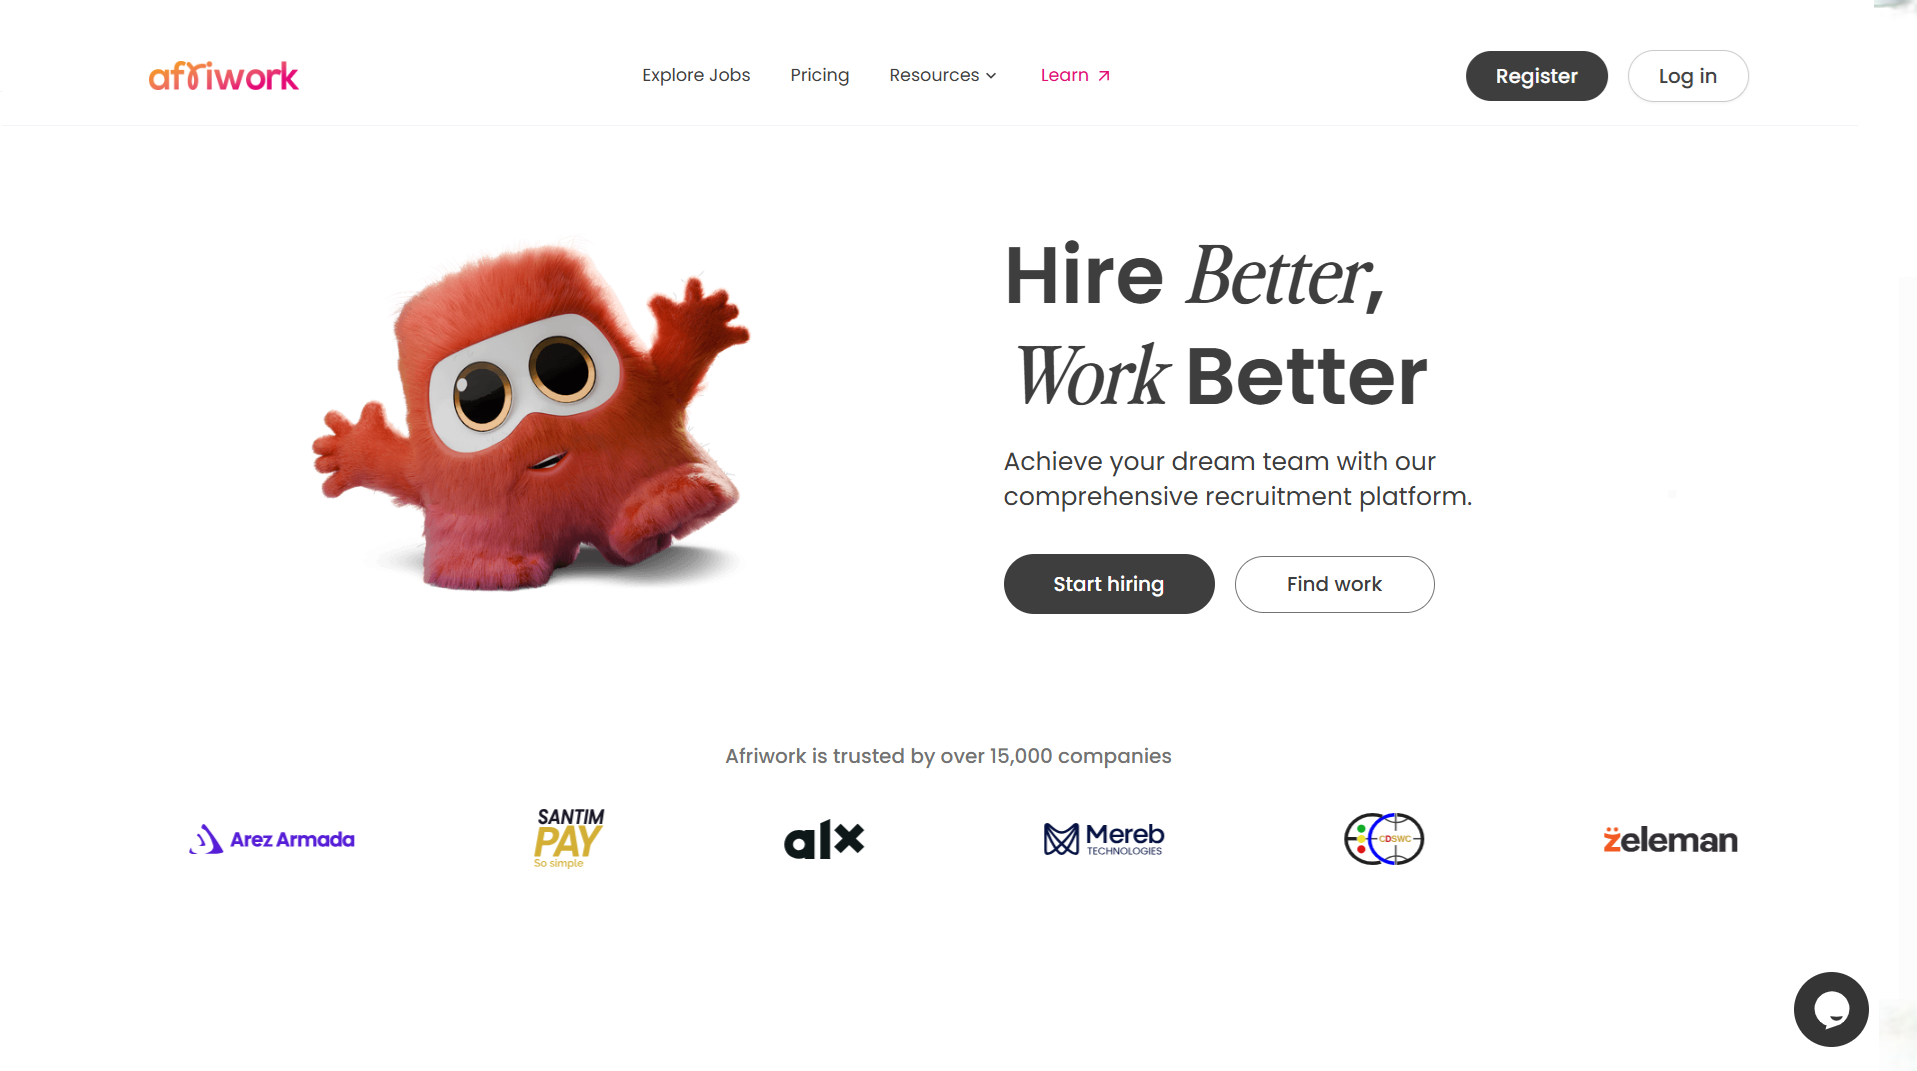 afriwork
Explore Jobs
Pricing
Resources
Learn
Register
Log in
Hire Better,
Work Better
Achieve your dream team with our
comprehensive recruitment platform.
Start hiring
Find work
Afriwork is trusted by over 15,000 companies
Arez Armada
SANTIM
PAY
So simple
alx
Mereb
TECHNOLOGIES
CDSWC
żeleman